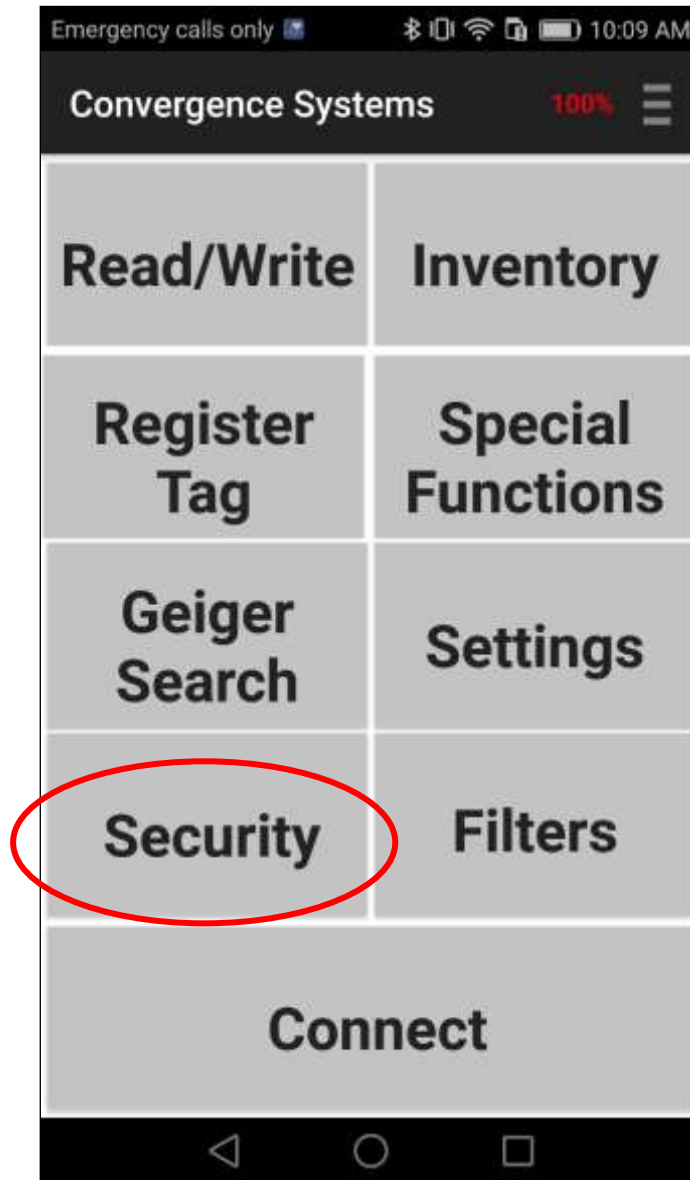 Emergency calls only 10:09 AM
Convergence Systems 100%
Read/Write Inventory
Register
Tag
Special
Functions
Geiger
Search
Settings
Security Filters
Connect